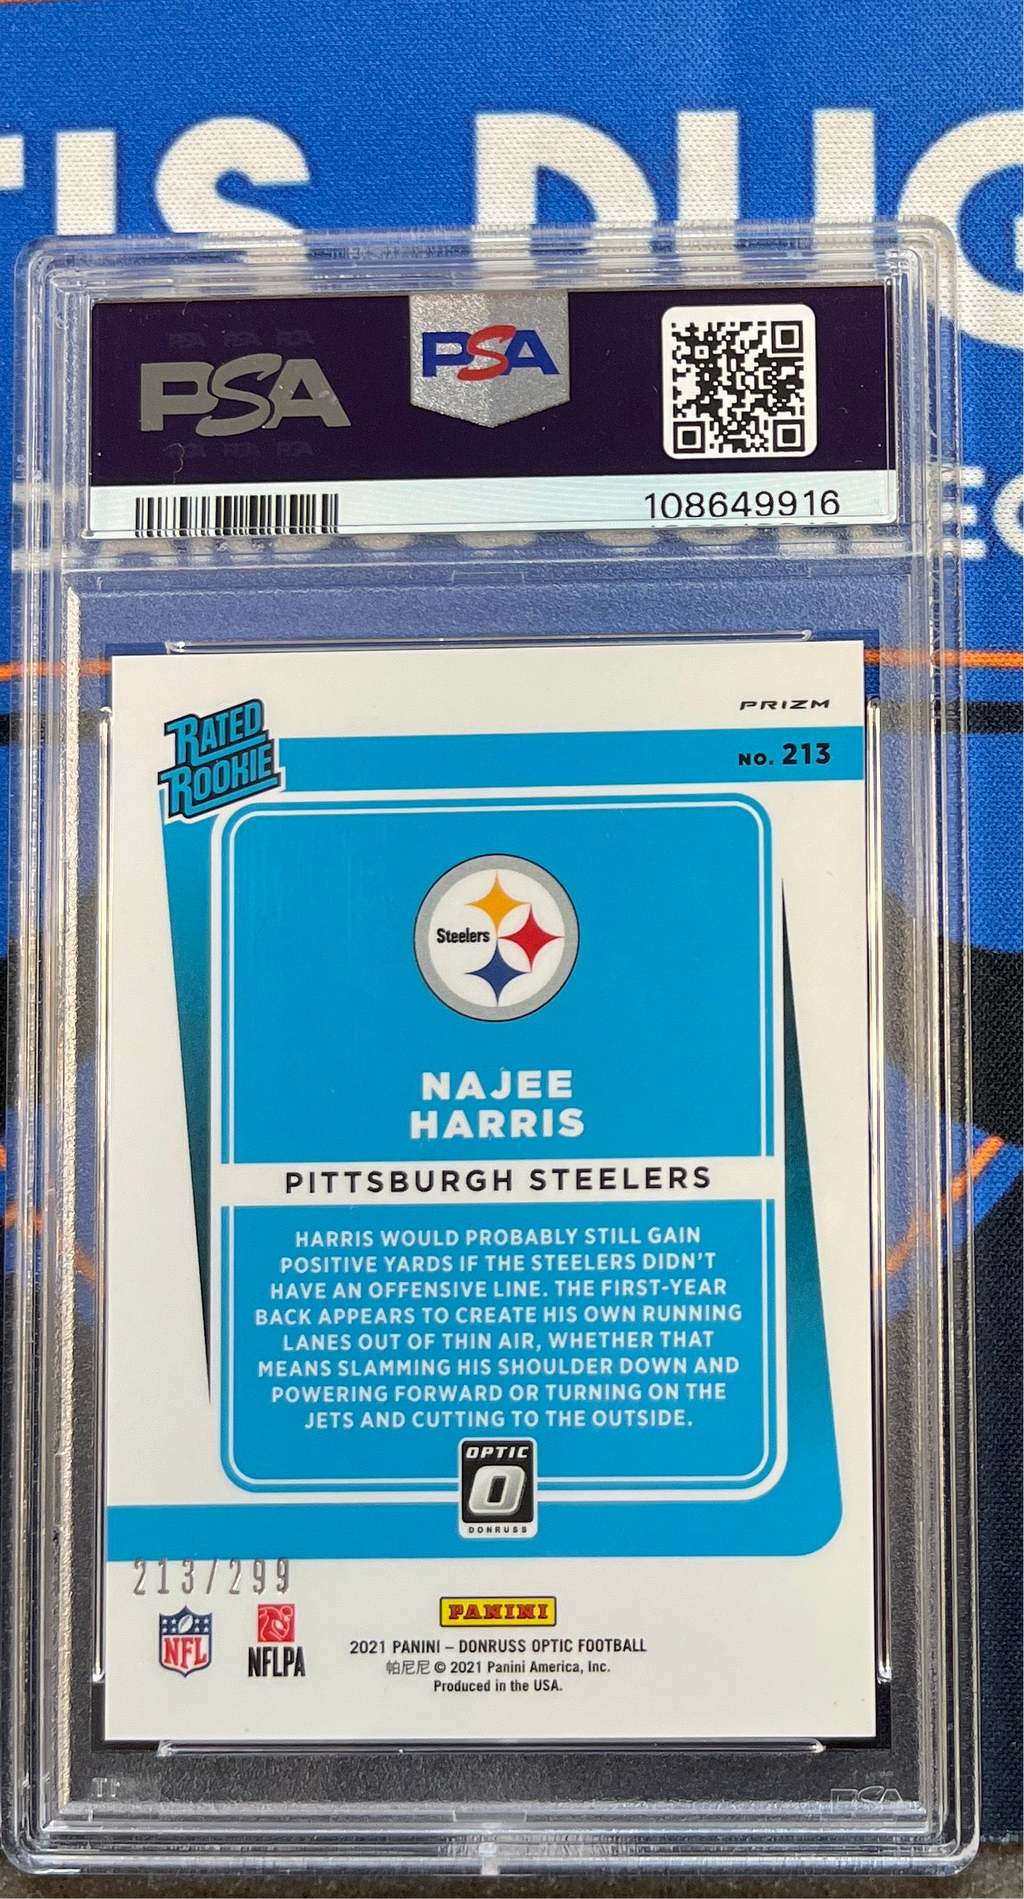 TIS DUG
PSA
PSA
108649916
EC
PRIZM
RATED
ROOKIE
NO. 213
Steelers
NAJEE
HARRIS
PITTSBURGH STEELERS
HARRIS WOULD PROBABLY STILL GAIN
POSITIVE YARDS IF THE STEELERS DIDN'T
HAVE AN OFFENSIVE LINE. THE FIRST-YEAR
BACK APPEARS TO CREATE HIS OWN RUNNING
LANES OUT OF THIN AIR, WHETHER THAT
MEANS SLAMMING HIS SHOULDER DOWN AND
POWERING FORWARD OR TURNING ON THE
JETS AND CUTTING TO THE OUTSIDE.
OPTIC
O
DONRUSS
213/299
NFL
NFLPA
PANINI
2021 PANINI – DONRUSS OPTIC FOOTBALL
帕尼尼 © 2021 Panini America, Inc.
Produced in the USA.
PSA